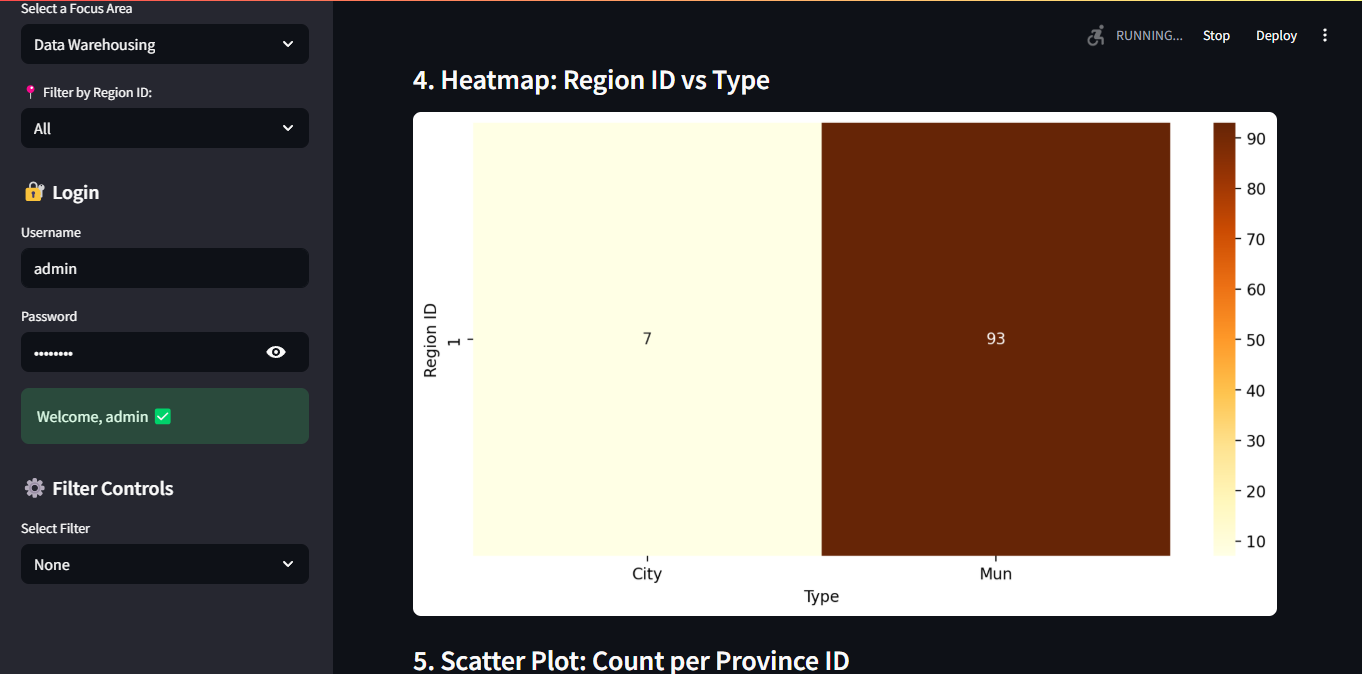 Select a Focus Area
Data Warehousing
Filter by Region ID:
All
Login
Username
admin
Password
••••••••
Welcome, admin
Filter Controls
Select Filter
None
RUNNING...
Stop
Deploy
4. Heatmap: Region ID vs Type
Region ID
1
7
93
City
Mun
Type
90
80
70
60
50
40
30
20
10
5. Scatter Plot: Count per Province ID